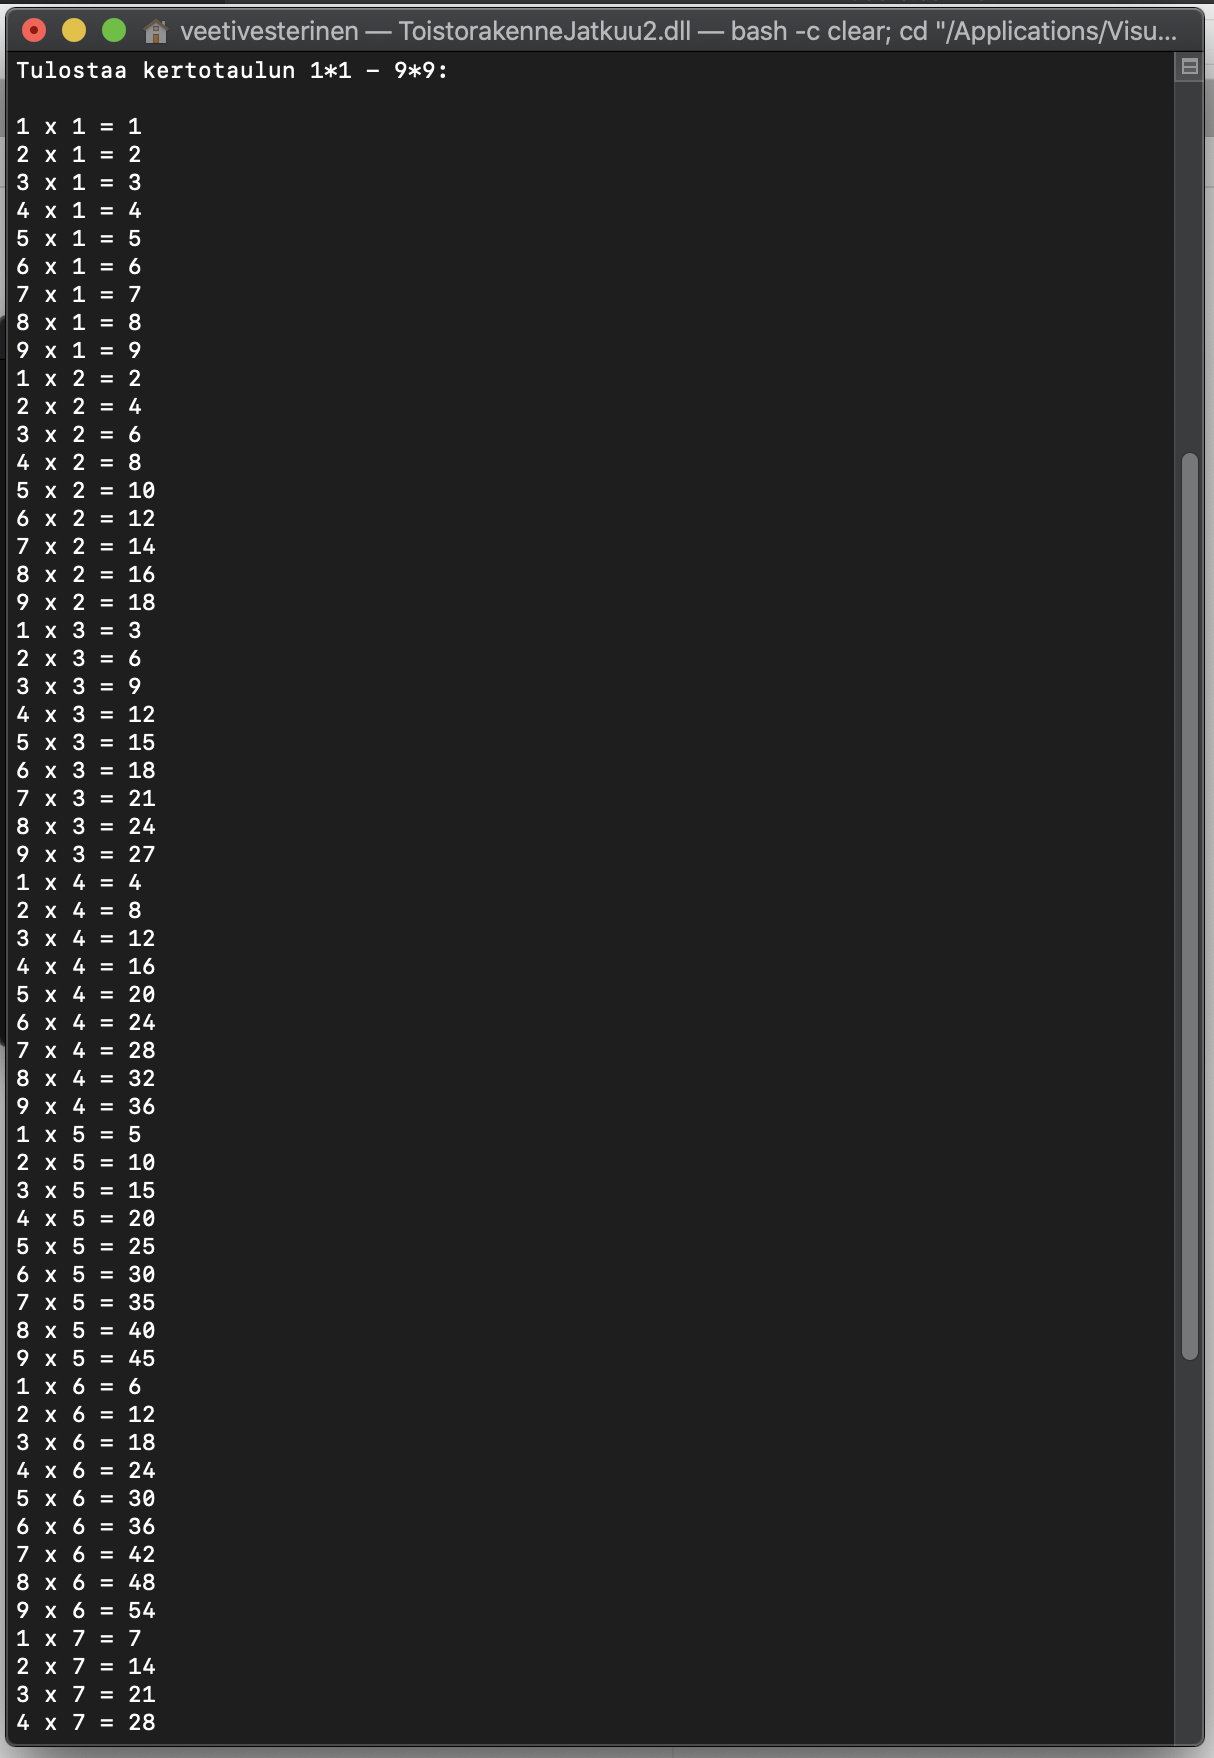 veetivesterinen — ToistorakenneJatkuu2.dll — bash -c clear; cd "/Applications/Visu...
Tulostaa kertotaulun 1*1 - 9*9:
1 x 1 = 1
2 x 1 = 2
3 x 1 = 3
4 x 1 = 4
5 x 1 = 5
6 x 1 = 6
7 x 1 = 7
8 x 1 = 8
9 x 1 = 9
1 x 2 = 2
2 x 2 = 4
3 x 2 = 6
4 x 2 = 8
5 x 2 = 10
6 x 2 = 12
7 x 2 = 14
8 x 2 = 16
9 x 2 = 18
1 x 3 = 3
2 x 3 = 6
3 x 3 = 9
4 x 3 = 12
5 x 3 = 15
6 x 3 = 18
7 x 3 = 21
8 x 3 = 24
9 x 3 = 27
1 x 4 = 4
2 x 4 = 8
3 x 4 = 12
4 x 4 = 16
5 x 4 = 20
6 x 4 = 24
7 x 4 = 28
8 x 4 = 32
9 x 4 = 36
1 x 5 = 5
2 x 5 = 10
3 x 5 = 15
4 x 5 = 20
5 x 5 = 25
6 x 5 = 30
7 x 5 = 35
8 x 5 = 40
9 x 5 = 45
1 x 6 = 6
2 x 6 = 12
3 x 6 = 18
4 x 6 = 24
5 x 6 = 30
6 x 6 = 36
7 x 6 = 42
8 x 6 = 48
9 x 6 = 54
1 x 7 = 7
2 x 7 = 14
3 x 7 = 21
4 x 7 = 28